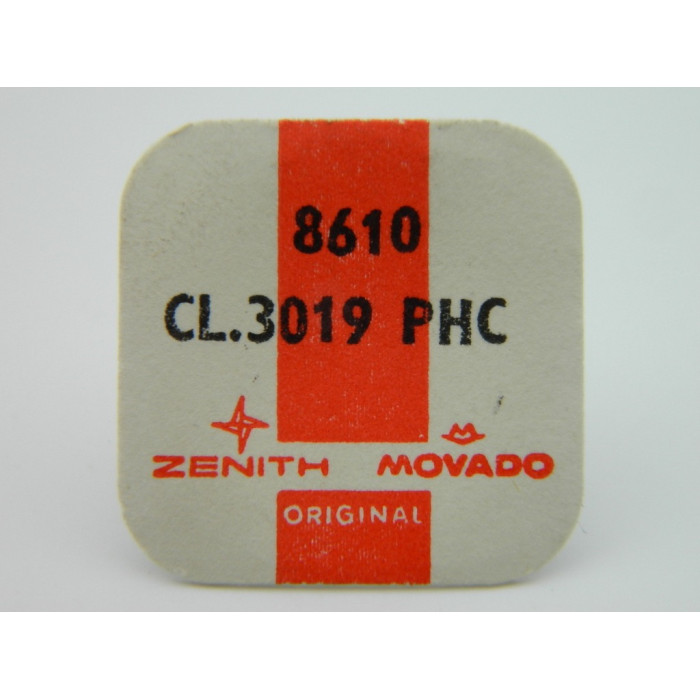 8610
CL.3019 PHC
ZENITH MOVADO
ORIGINAL